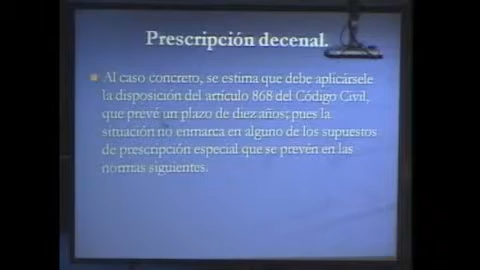 Prescripción decenal.
Al caso concreto, se estima que debe aplicársele
la disposición del artículo 868 del Código Civil,
que prevé un plazo de diez años; pues la
situación no enmarca en alguno de los supuestos
de prescripción especial que se prevén en las
normas siguientes.